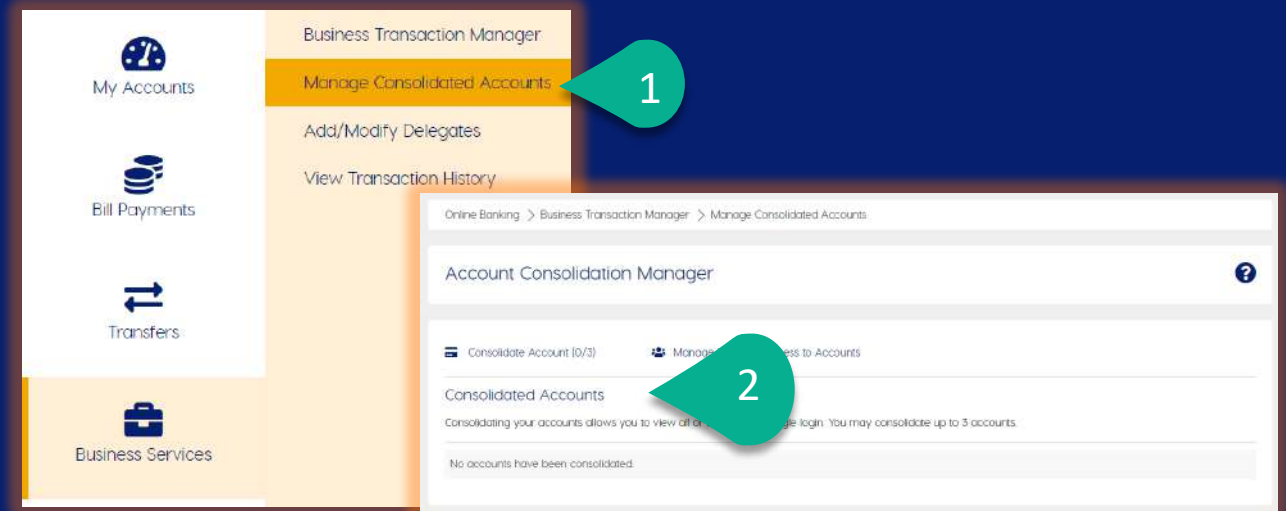 My Accounts
Bill Payments
Transfers
Business Services
Business Transaction Manager
Manage Consolidated Accounts
Add/Modify Delegates
View Transaction History
1
Online Banking > Business Transaction Manager > Manage Consolidated Accounts
Account Consolidation Manager
?
Consolidate Account (0/3) Manage to Accounts
Consolidated Accounts
2
Consolidating your accounts allows you to view all login. You may consolidate up to 3 accounts.
No accounts have been consolidated.